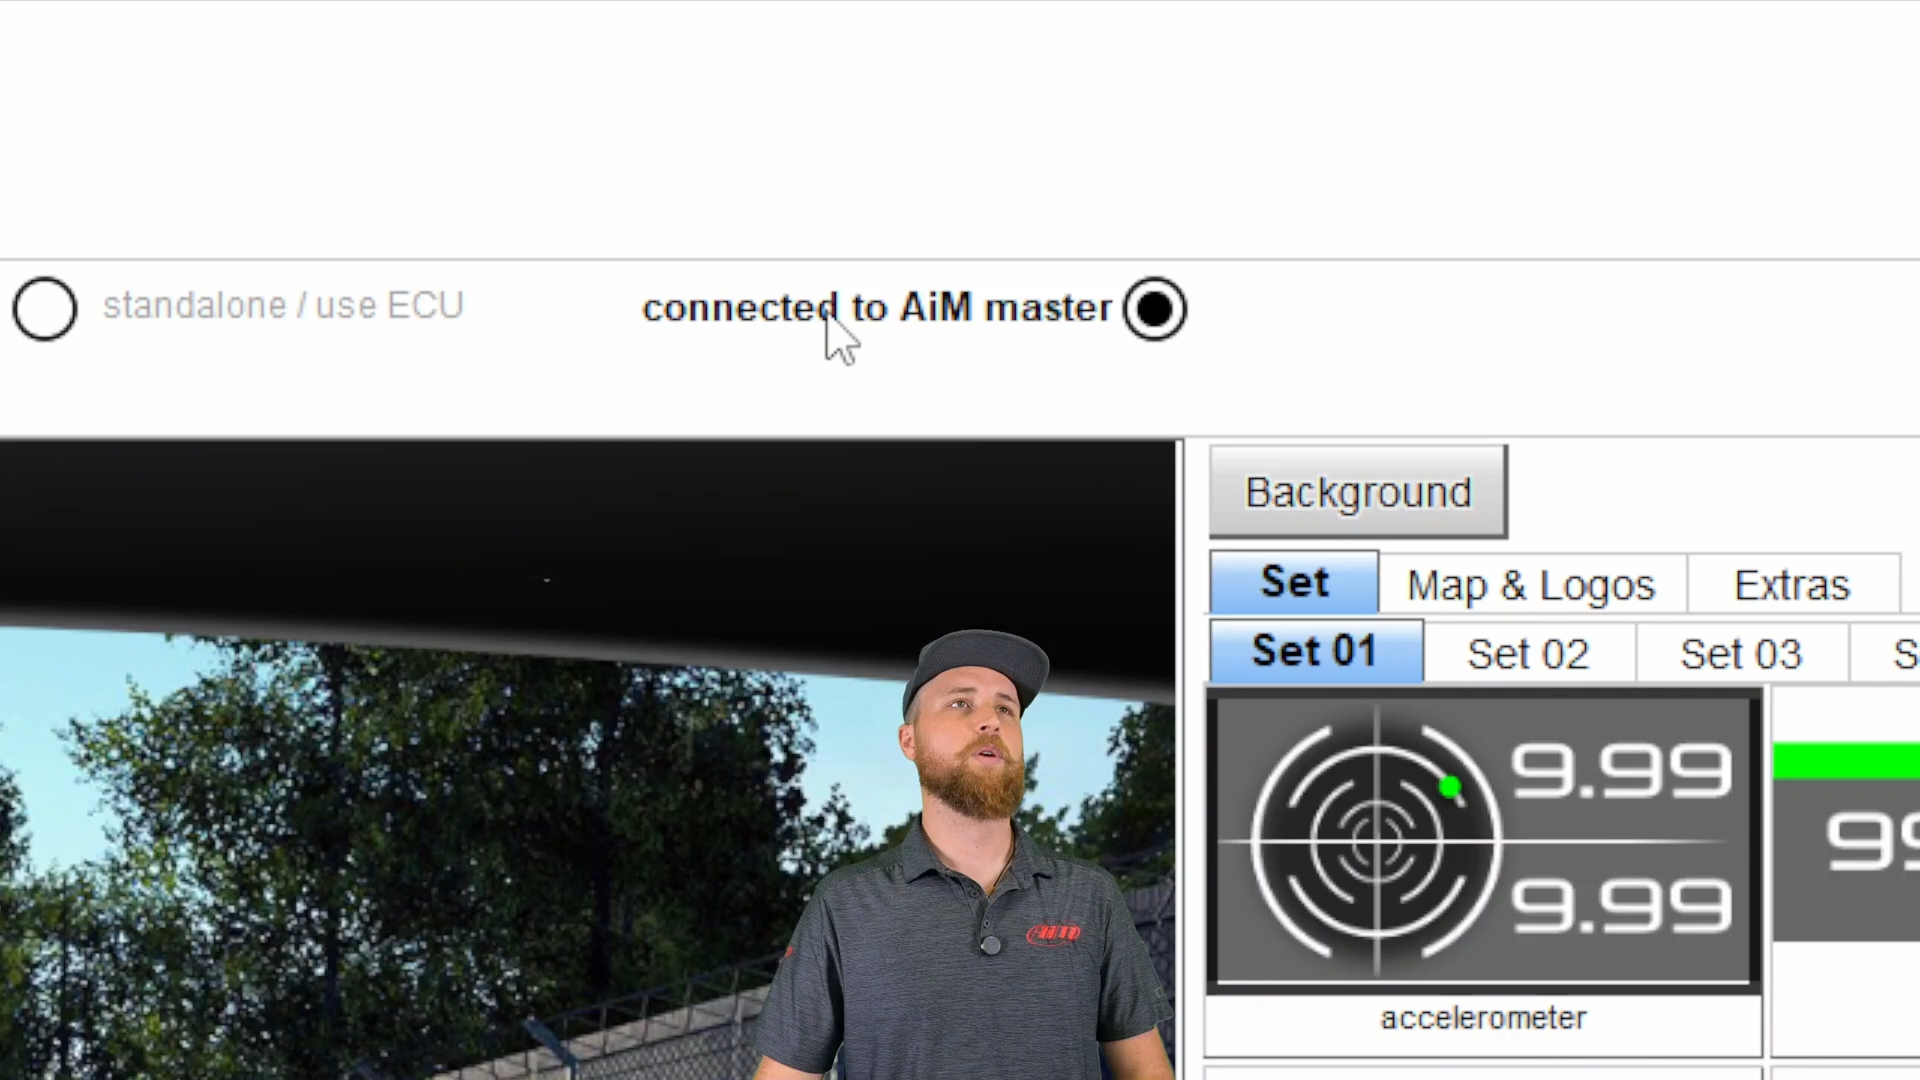 standalone / use ECU
connected to AiM master
Background
Set
Map & Logos
Extras
Set 01
Set 02
Set 03
9.99
9.99
accelerometer
AiM